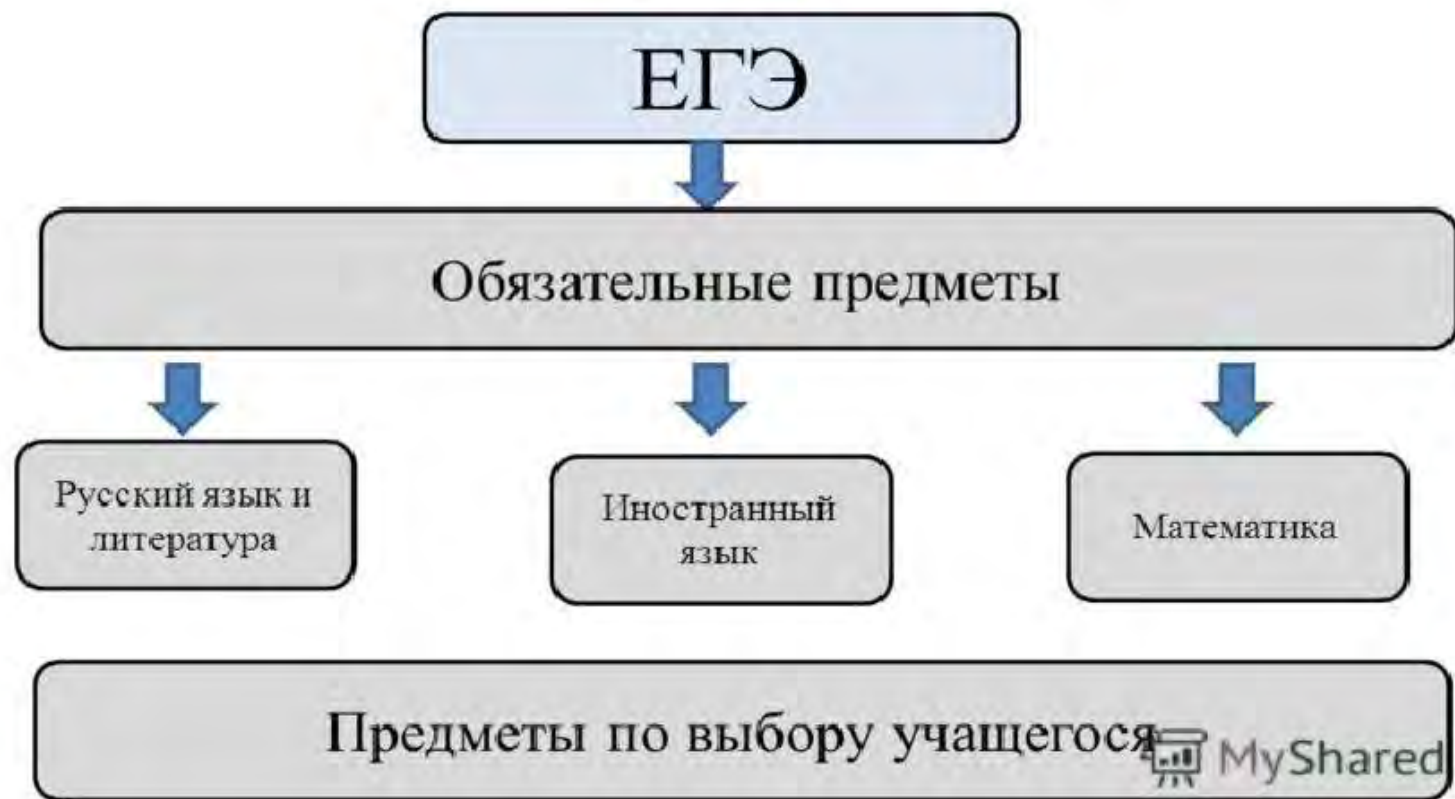 ЕГЭ
Обязательные предметы
Русский язык и
литература
Иностранный
язык
Математика
Предметы по выбору учащегося
MyShared